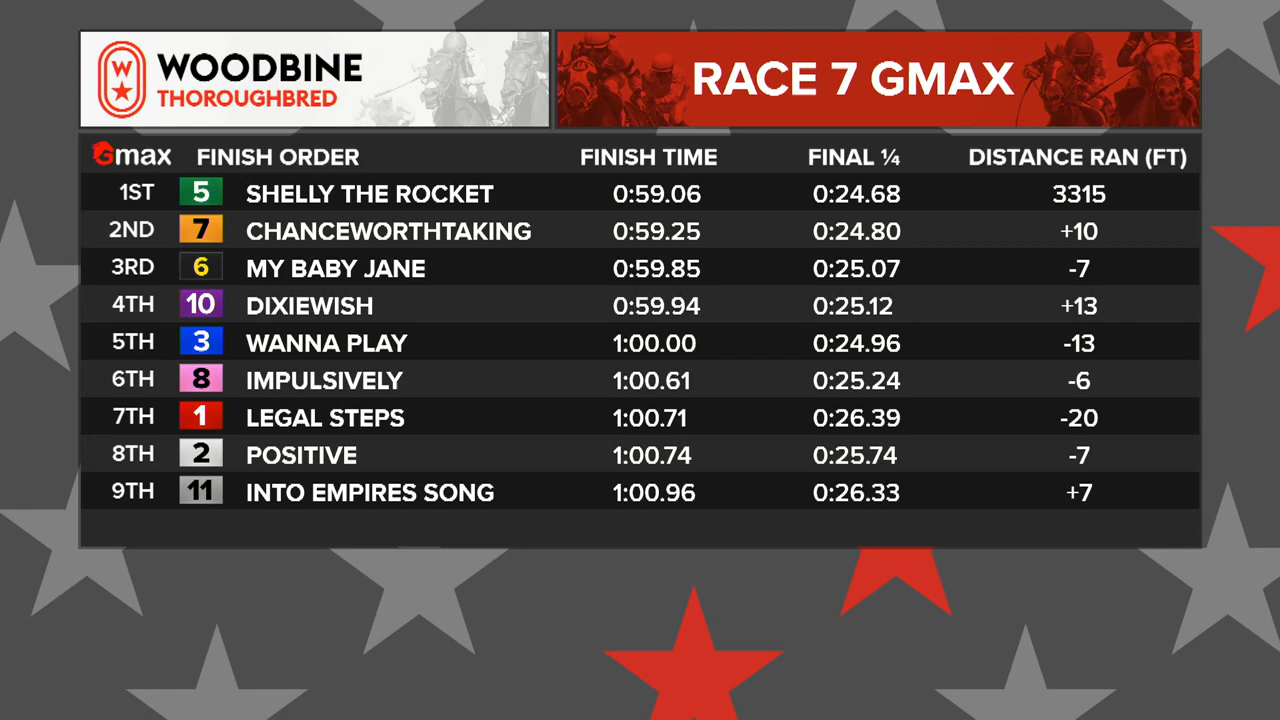 W
WOODBINE
THOROUGHBRED
RACE 7 GMAX
Gmax FINISH ORDER FINISH TIME FINAL ¼ DISTANCE RAN (FT)
1ST 5 SHELLY THE ROCKET 0:59.06 0:24.68 3315
2ND 7 CHANCEWORTHTAKING 0:59.25 0:24.80 +10
3RD 6 MY BABY JANE 0:59.85 0:25.07 -7
4TH 10 DIXIEWISH 0:59.94 0:25.12 +13
5TH 3 WANNA PLAY 1:00.00 0:24.96 -13
6TH 8 IMPULSIVELY 1:00.61 0:25.24 -6
7TH 1 LEGAL STEPS 1:00.71 0:26.39 -20
8TH 2 POSITIVE 1:00.74 0:25.74 -7
9TH 11 INTO EMPIRES SONG 1:00.96 0:26.33 +7